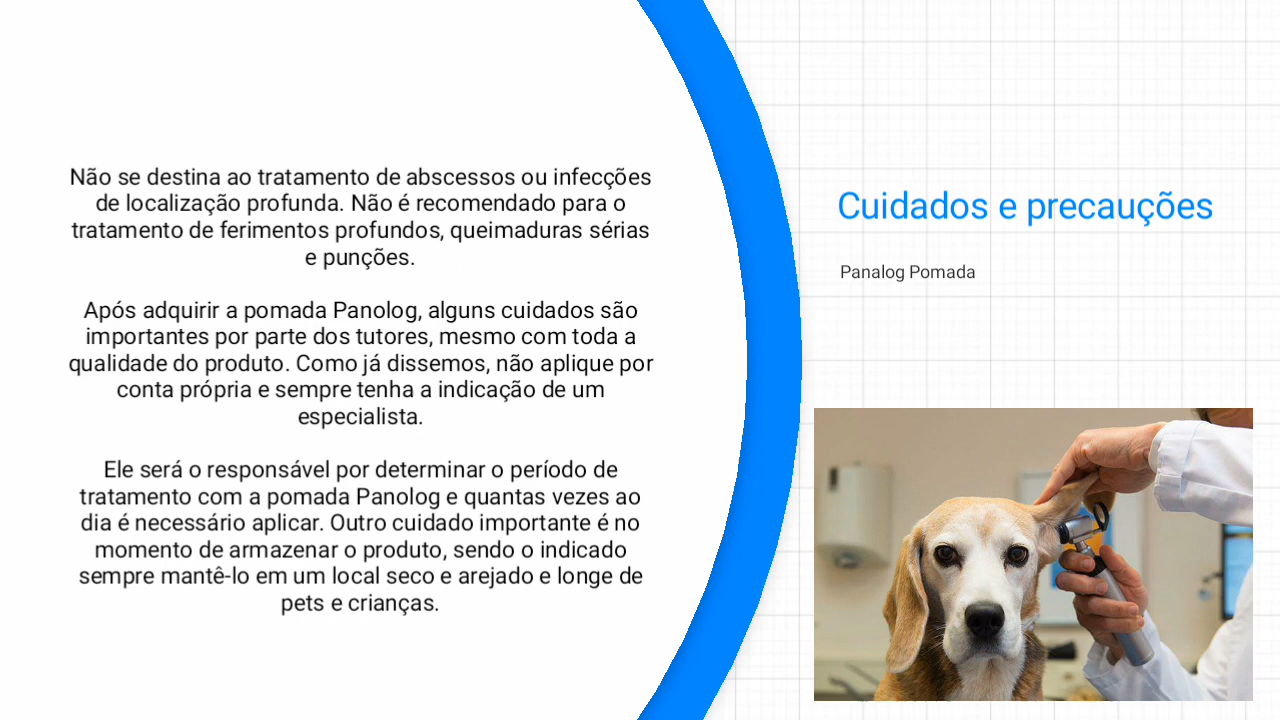 Não se destina ao tratamento de abscessos ou infecções
de localização profunda. Não é recomendado para o
tratamento de ferimentos profundos, queimaduras sérias
e punções.
Após adquirir a pomada Panolog, alguns cuidados são
importantes por parte dos tutores, mesmo com toda a
qualidade do produto. Como já dissemos, não aplique por
conta própria e sempre tenha a indicação de um
especialista.
Ele será o responsável por determinar o período de
tratamento com a pomada Panolog e quantas vezes ao
dia é necessário aplicar. Outro cuidado importante é no
momento de armazenar o produto, sendo o indicado
sempre mantê-lo em um local seco e arejado e longe de
pets e crianças.
Cuidados e precauções
Panalog Pomada